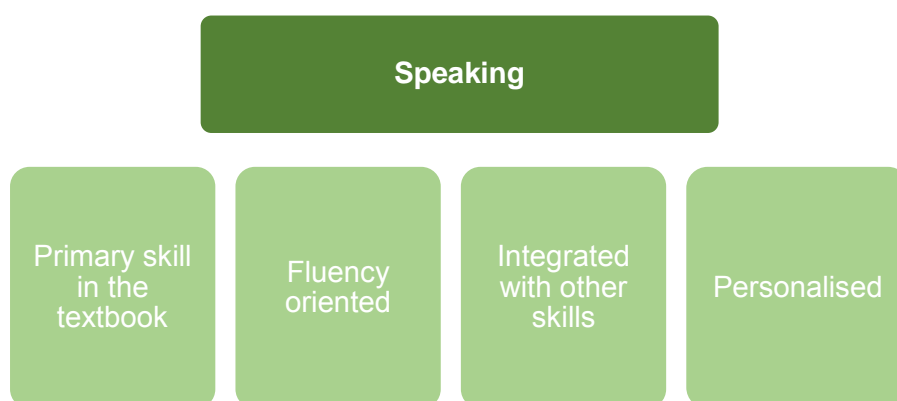 Speaking
Primary skill
in the
textbook
Fluency
oriented
Integrated
with other
skills
Personalised